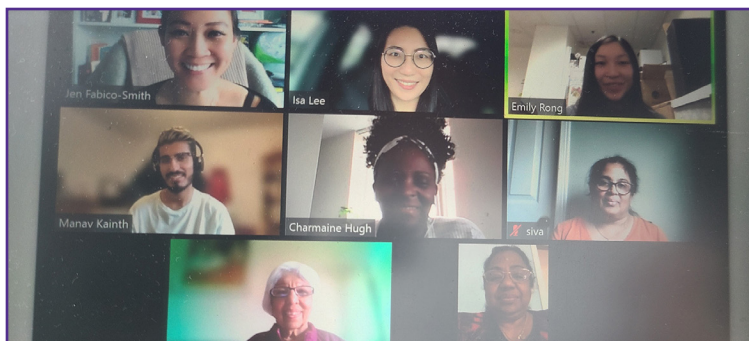 Jen Fabico-Smith
Isa Lee
Emily Rong
Manav Kainth
Charmaine Hugh
siva